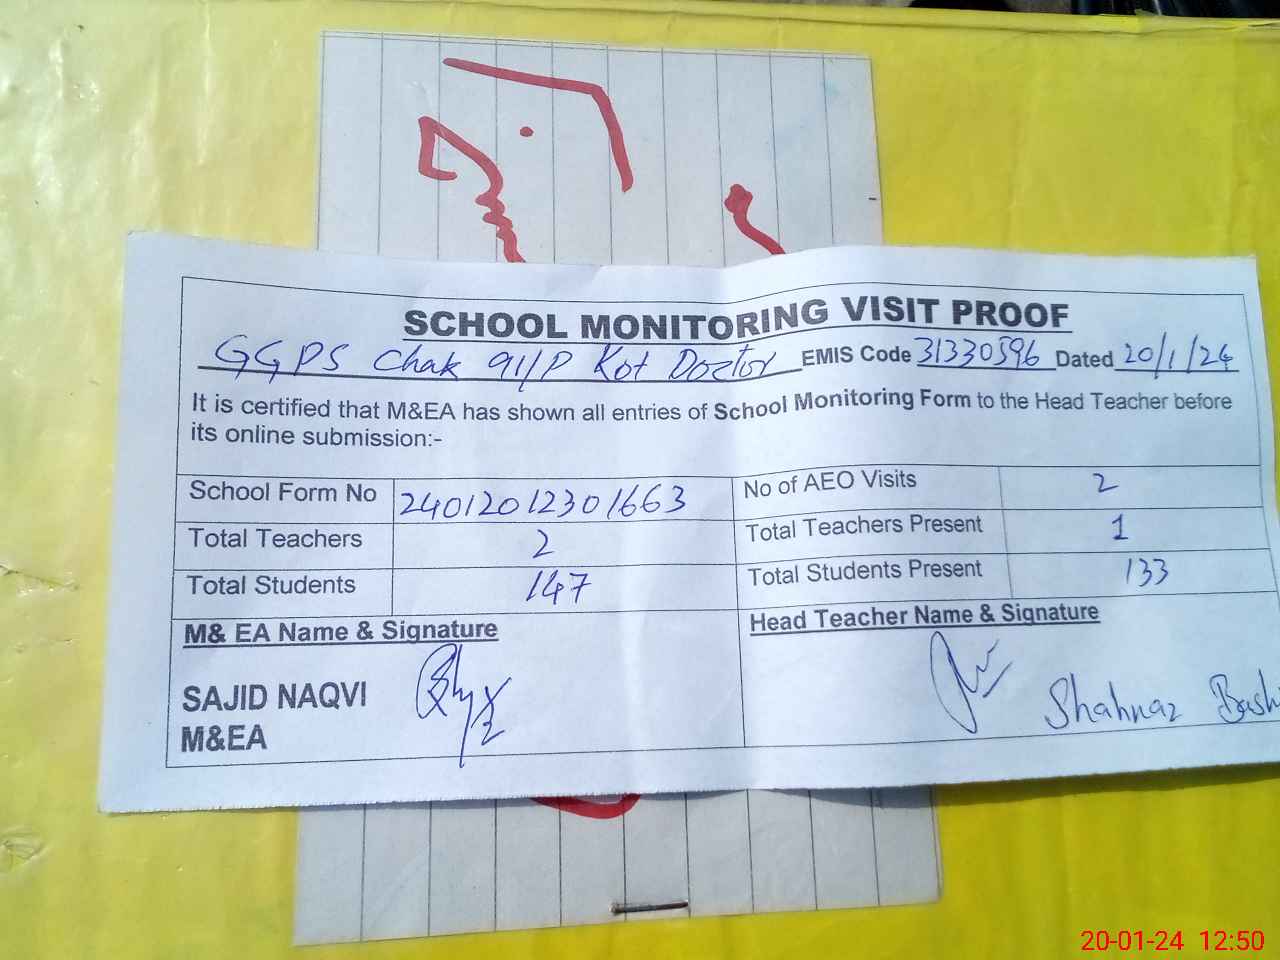 SCHOOL MONITORING VISIT PROOF
GGPS Chak 91/P Kot Doctor EMIS Code 31330596 Dated 20/1/24
It is certified that M&EA has shown all entries of School Monitoring Form to the Head Teacher before
its online submission:-
School Form No 24012012301663 No of AEO Visits 2
Total Teachers 2 Total Teachers Present 1
Total Students 147 Total Students Present 133
M& EA Name & Signature Head Teacher Name & Signature
SAJID NAQVI
M&EA
Shahnaz Bashi
20-01-24 12:50